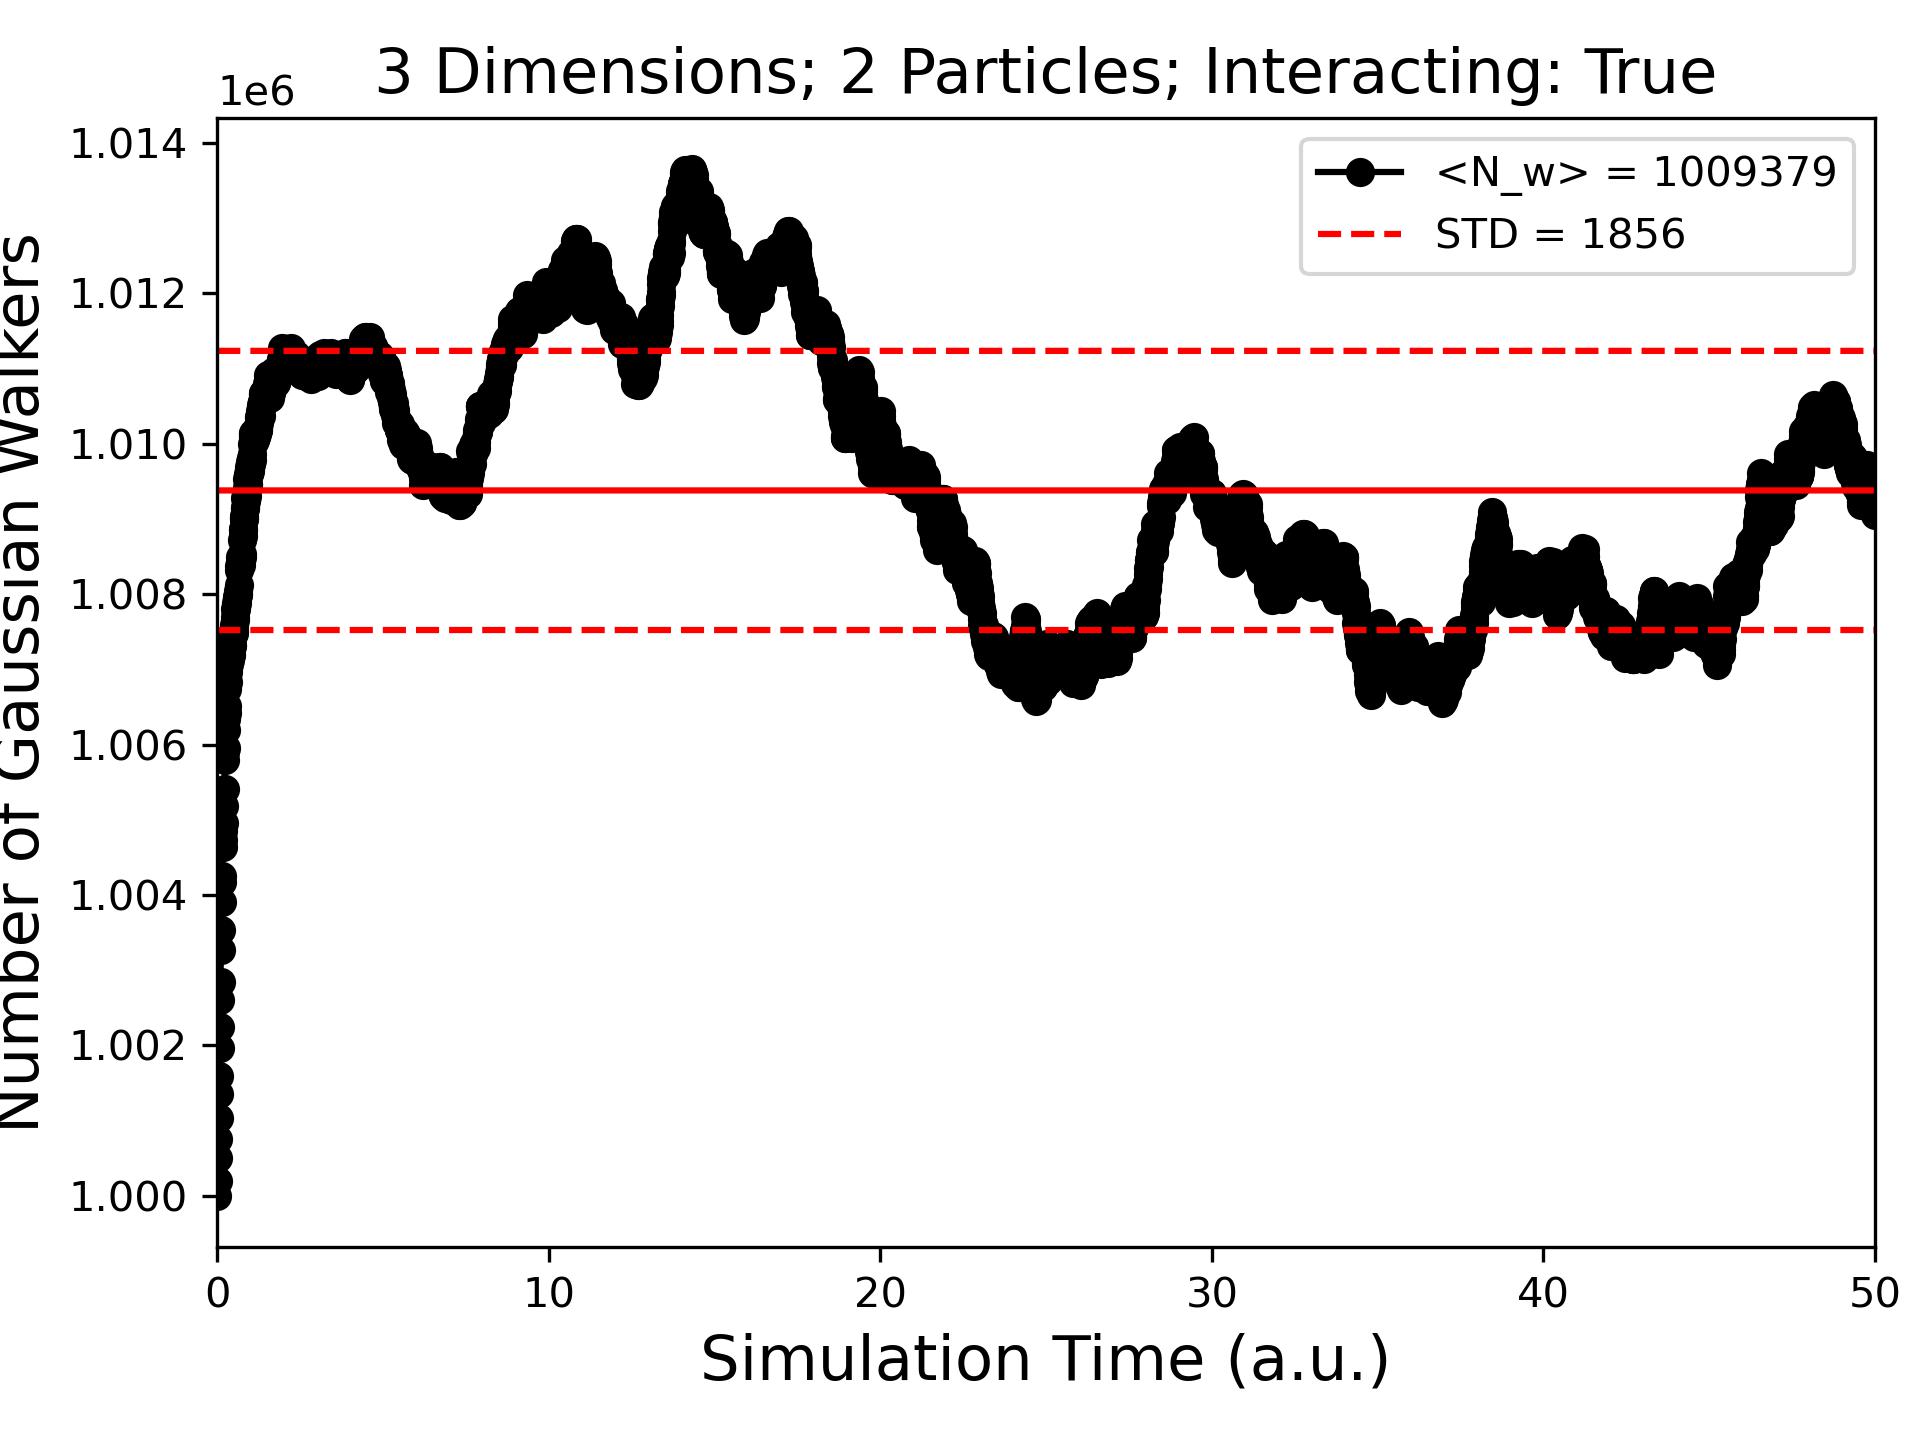 3 Dimensions; 2 Particles; Interacting: True
1e6
<N_w> = 1009379
STD = 1856
Number of Gaussian Walkers
1.014
1.012
1.010
1.008
1.006
1.004
1.002
1.000
0 10 20 30 40 50
Simulation Time (a.u.)